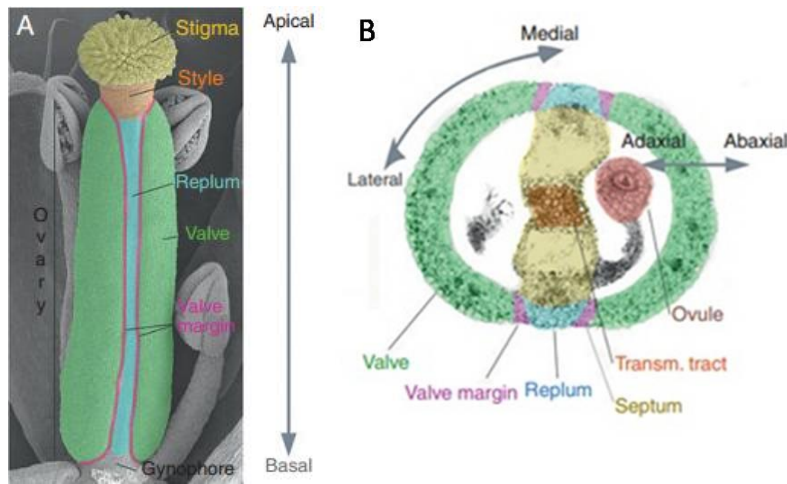 A
Stigma
Style
Replum
Valve
Valve
margin
Ovary
Gynophore
Apical
Basal
B
Medial
Lateral
Adaxial
Abaxial
Ovule
Transm. tract
Septum
Replum
Valve margin
Valve